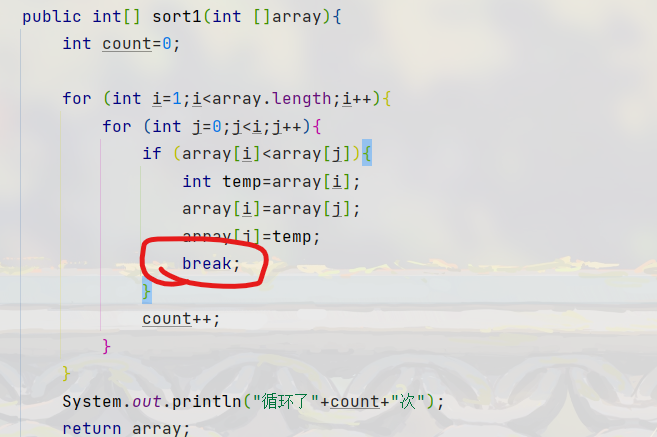 public int[] sort1(int []array){
int count=0;
for (int i=1;i<array.length;i++){
for (int j=0;j<i;j++){
if (array[i]<array[j]){
int temp=array[i];
array[i]=array[j];
array[j]=temp;
break;
}
count++;
}
}
System.out.println("循环了"+count+"次");
return array;